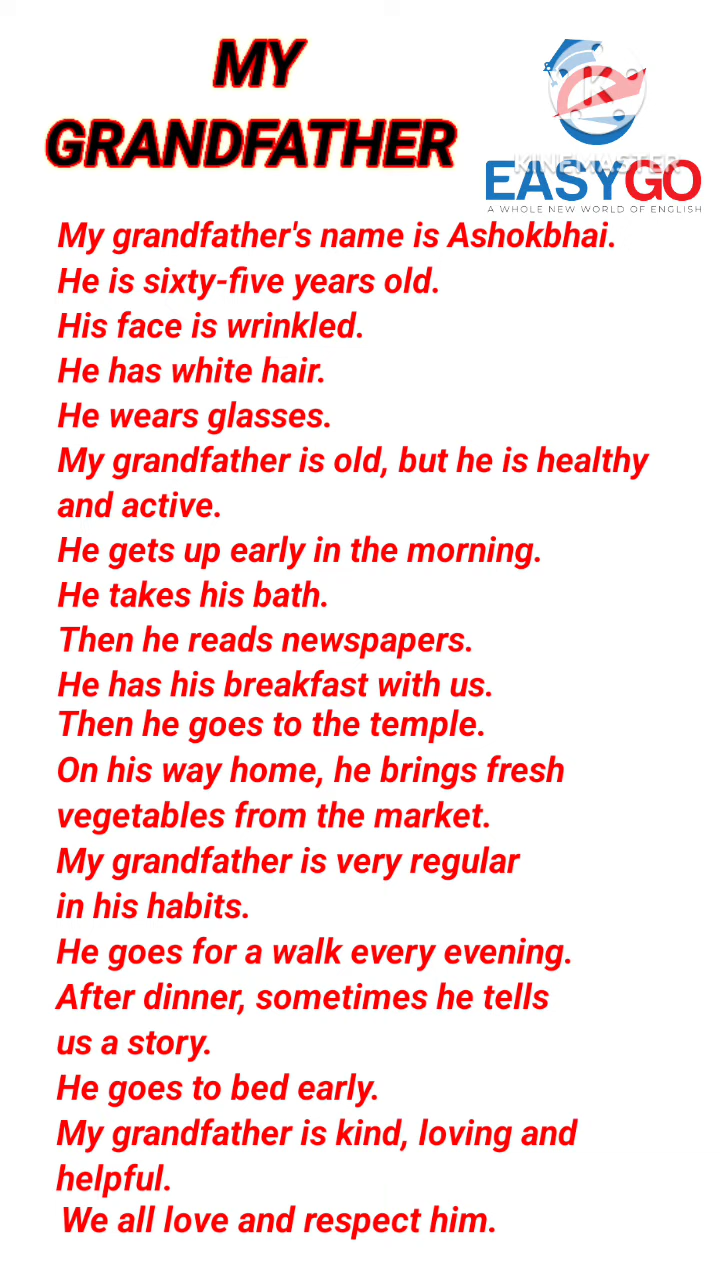 MY
GRANDFATHER
K
KINEMASTER
EASYGO
A WHOLE NEW WORLD OF ENGLISH
My grandfather's name is Ashokbhai.
He is sixty-five years old.
His face is wrinkled.
He has white hair.
He wears glasses.
My grandfather is old, but he is healthy
and active.
He gets up early in the morning.
He takes his bath.
Then he reads newspapers.
He has his breakfast with us.
Then he goes to the temple.
On his way home, he brings fresh
vegetables from the market.
My grandfather is very regular
in his habits.
He goes for a walk every evening.
After dinner, sometimes he tells
us a story.
He goes to bed early.
My grandfather is kind, loving and
helpful.
We all love and respect him.